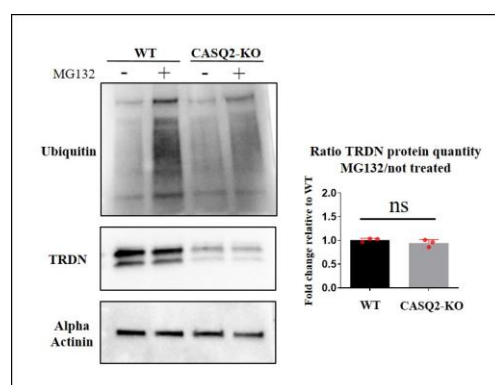 WT CASQ2-KO
MG132 - + - +
Ubiquitin
TRDN
Alpha
Actinin
Ratio TRDN protein quantity
MG132/not treated
Fold change relative to WT
ns
2.0
1.5
1.0
0.5
0.0
WT CASQ2-KO